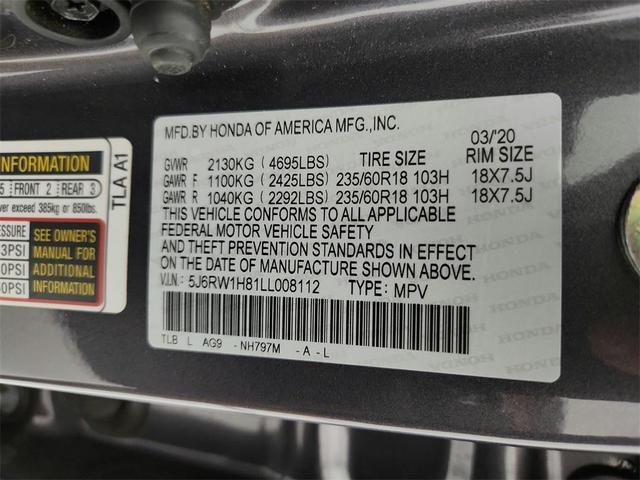 MFD.BY HONDA OF AMERICA MFG.,INC. 03/'20
GVWR 2130KG (4695LBS) TIRE SIZE RIM SIZE
GAWR F 1100KG (2425LBS) 235/60R18 103H 18X7.5J
GAWR R 1040KG (2292LBS) 235/60R18 103H 18X7.5J
THIS VEHICLE CONFORMS TO ALL APPLICABLE
FEDERAL MOTOR VEHICLE SAFETY
AND THEFT PREVENTION STANDARDS IN EFFECT
ON THE DATE OF MANUFACTURE SHOWN ABOVE.
V.I.N.: 5J6RW1H81LL008112 TYPE: MPV
TLB L AG9 -NH797M -A-L
INFORMATION
5 FRONT 2 REAR 3
exceed 385kg or 850lbs.
SEE OWNER'S
MANUAL FOR
ADDITIONAL
INFORMATION
3PSI
0PSI
0PSI
TLA A1
HONDA